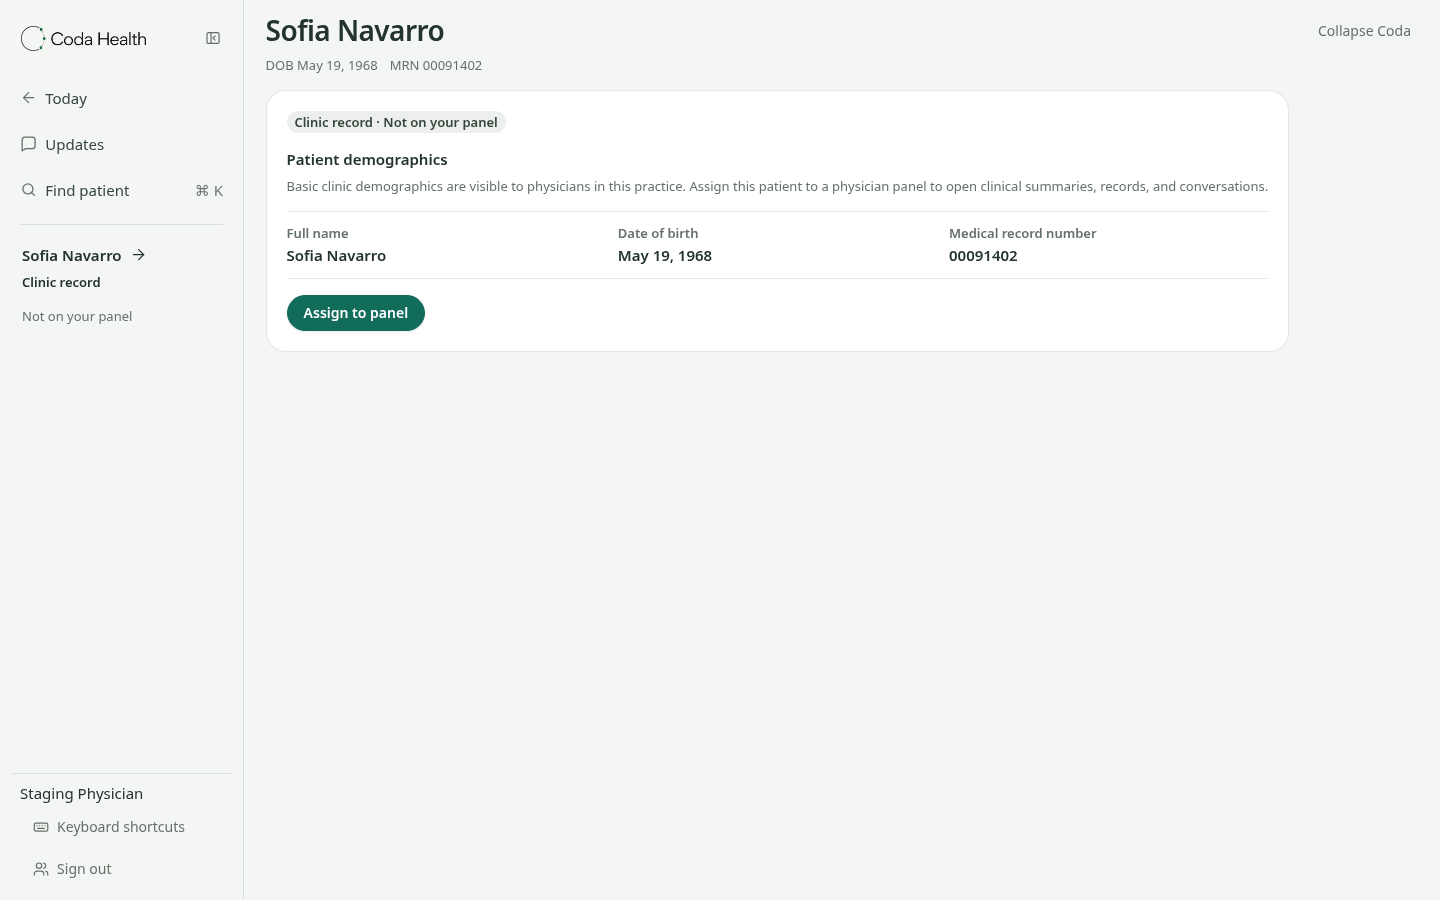 Coda Health
Today
Updates
Find patient ⌘ K
Sofia Navarro
Clinic record
Not on your panel
Staging Physician
Keyboard shortcuts
Sign out
Sofia Navarro
Collapse Coda
DOB May 19, 1968 MRN 00091402
Clinic record · Not on your panel
Patient demographics
Basic clinic demographics are visible to physicians in this practice. Assign this patient to a physician panel to open clinical summaries, records, and conversations.
Full name Date of birth Medical record number
Sofia Navarro May 19, 1968 00091402
Assign to panel